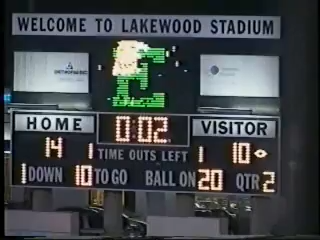 WELCOME TO LAKEWOOD STADIUM
HOME 0:02 VISITOR
14 1 TIME OUTS LEFT 1 10
1 DOWN 10 TO GO BALL ON 20 QTR 2